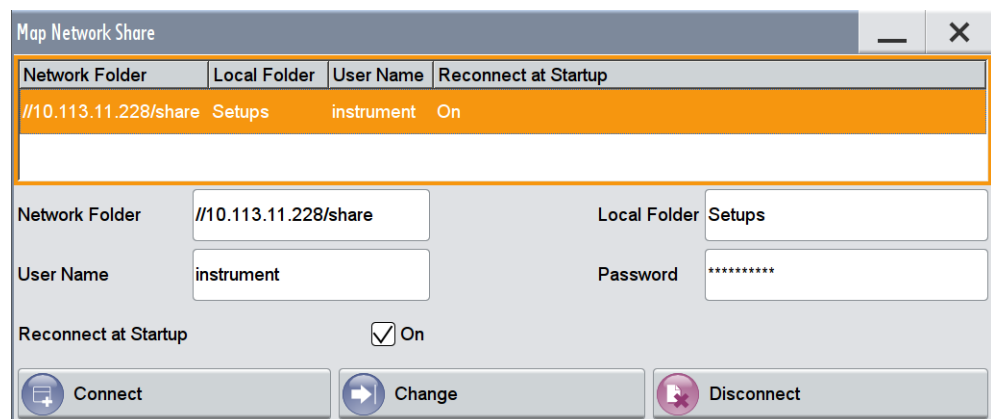 Map Network Share
Network Folder Local Folder User Name Reconnect at Startup
//10.113.11.228/share Setups instrument On
Network Folder //10.113.11.228/share Local Folder Setups
User Name instrument Password **********
Reconnect at Startup On
Connect Change Disconnect